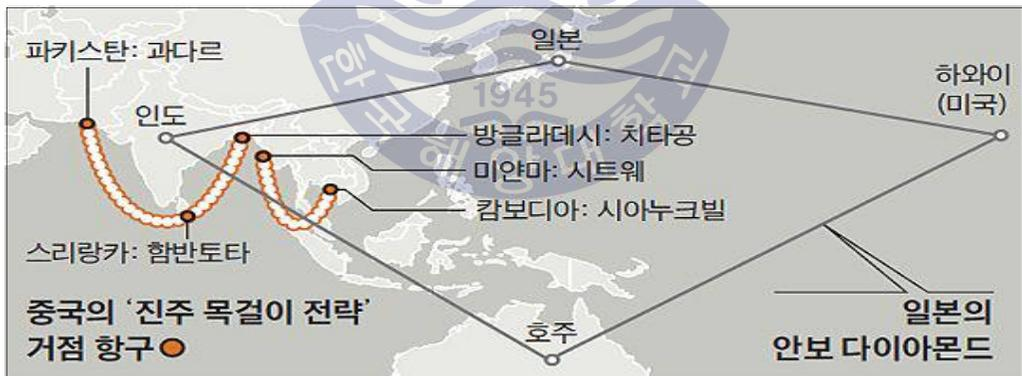 파키스탄: 과다르
인도
일본
하와이
(미국)
1945
방글라데시: 치타공
미얀마: 시트웨
캄보디아: 시아누크빌
스리랑카: 함반토타
중국의 ‘진주 목걸이 전략’
거점 항구
호주
일본의
안보 다이아몬드